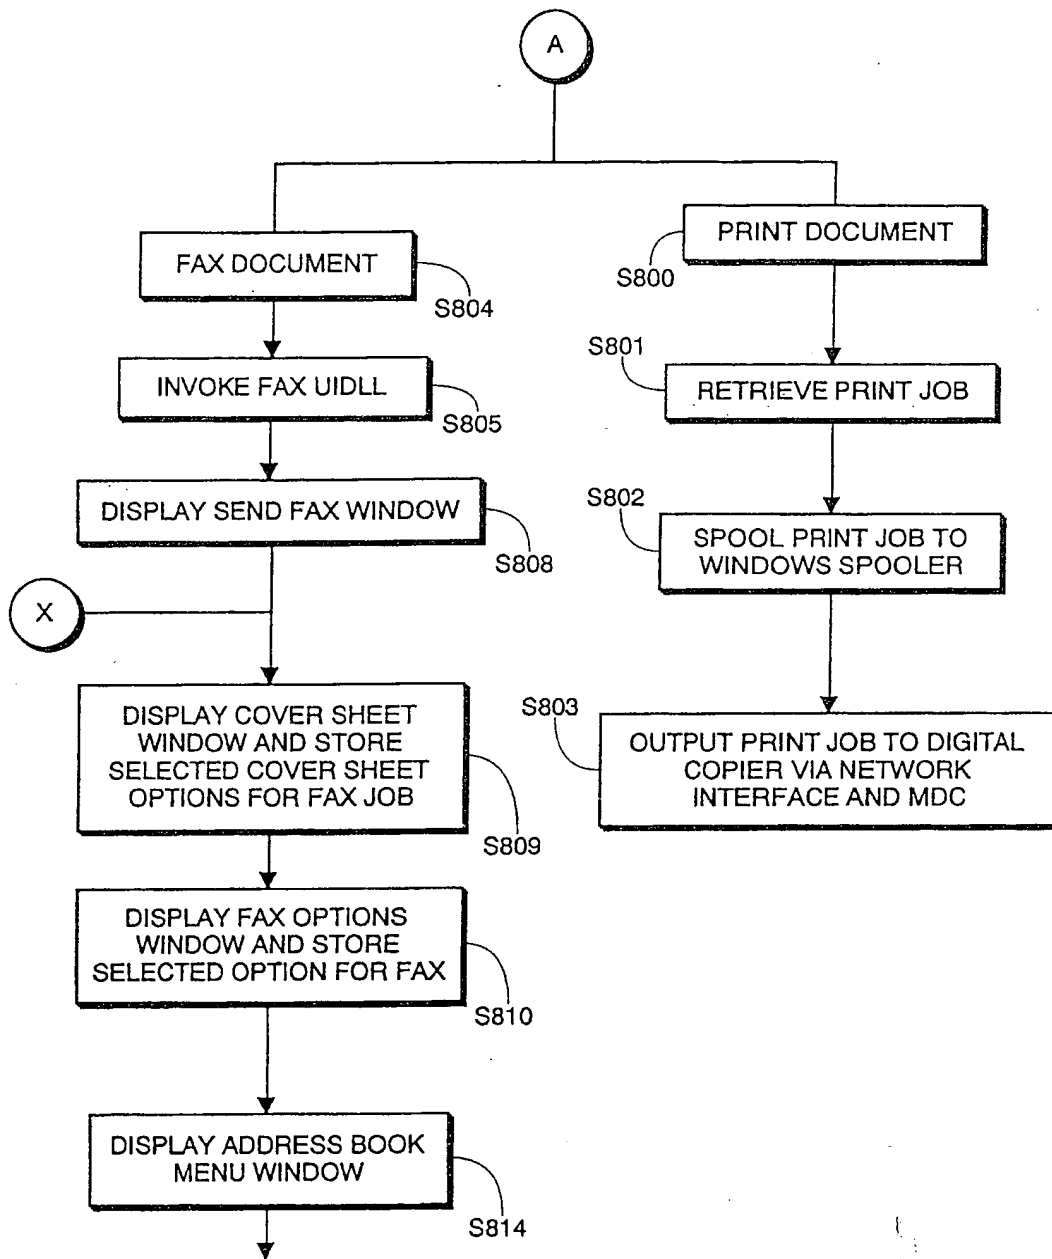 A
FAX DOCUMENT
S804
INVOKE FAX UIDLL
S805
DISPLAY SEND FAX WINDOW
S808
X
DISPLAY COVER SHEET
WINDOW AND STORE
SELECTED COVER SHEET
OPTIONS FOR FAX JOB
S809
DISPLAY FAX OPTIONS
WINDOW AND STORE
SELECTED OPTION FOR FAX
S810
DISPLAY ADDRESS BOOK
MENU WINDOW
S814
PRINT DOCUMENT
S800
S801
RETRIEVE PRINT JOB
S802
SPOOL PRINT JOB TO
WINDOWS SPOOLER
S803
OUTPUT PRINT JOB TO DIGITAL
COPIER VIA NETWORK
INTERFACE AND MDC